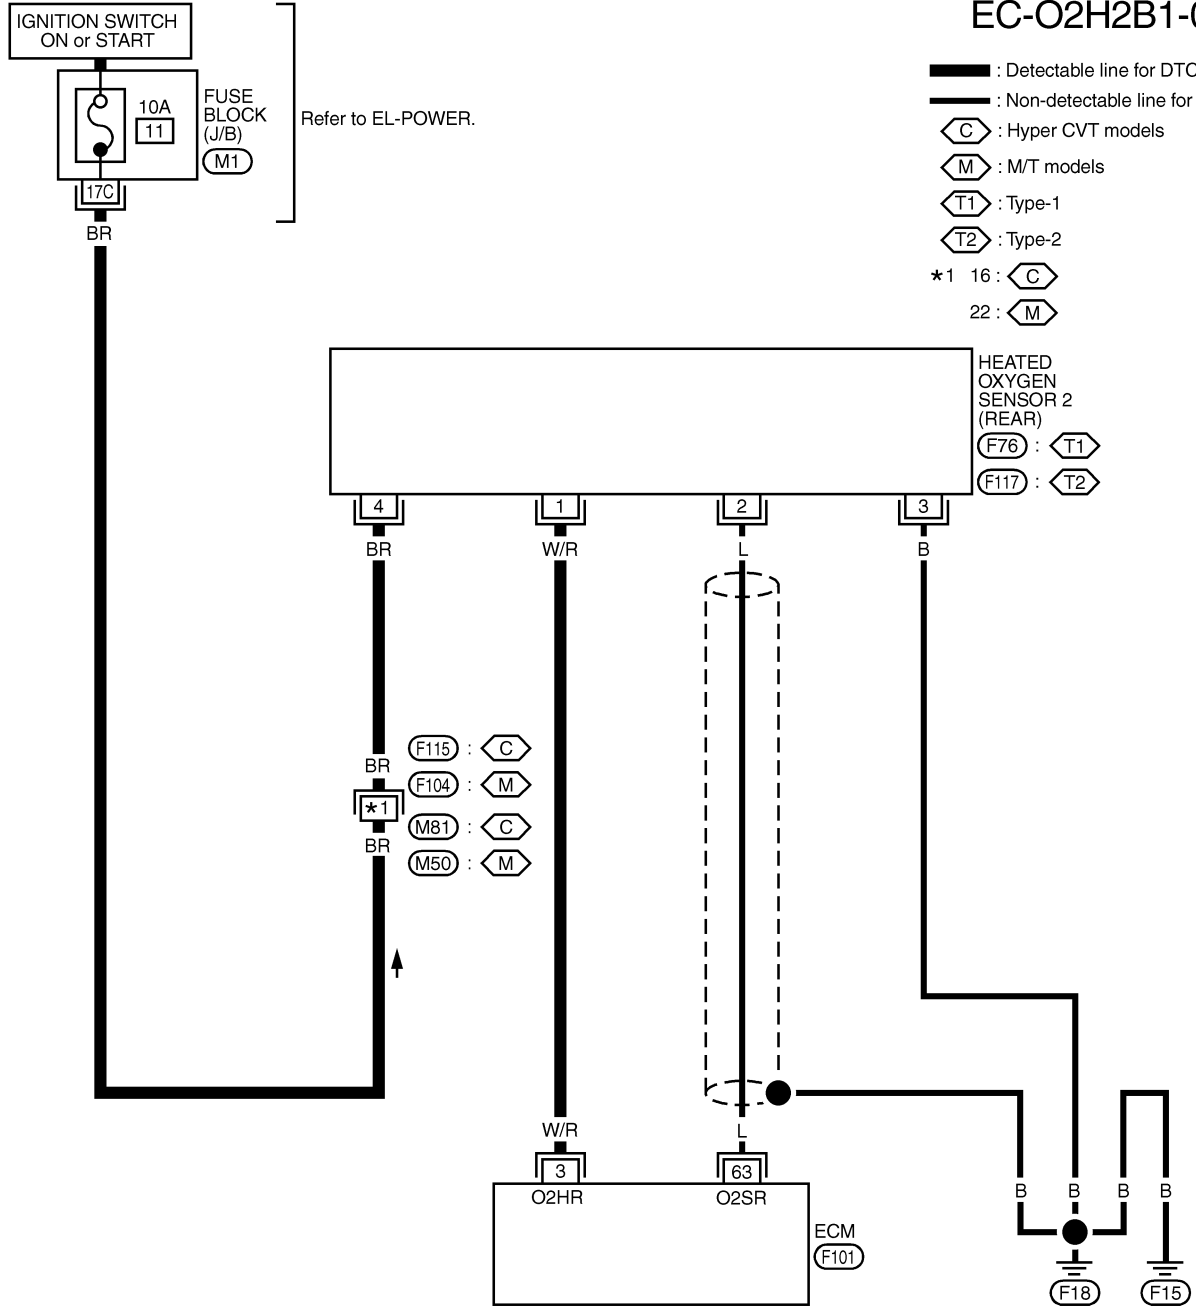 EC-O2H2B1-
IGNITION SWITCH
ON or START
10A
11
FUSE
BLOCK
(J/B)
M1
Refer to EL-POWER.
17C
BR
: Detectable line for DTC
: Non-detectable line for
C : Hyper CVT models
M : M/T models
T1 : Type-1
T2 : Type-2
*1 16 : C
22 : M
HEATED
OXYGEN
SENSOR 2
(REAR)
F76 : T1
F117 : T2
4 1 2 3
BR W/R L B
BR
*1
BR
F115 : C
F104 : M
M81 : C
M50 : M
W/R L
3 63
O2HR O2SR
ECM
F101
B B B B
F18 F15